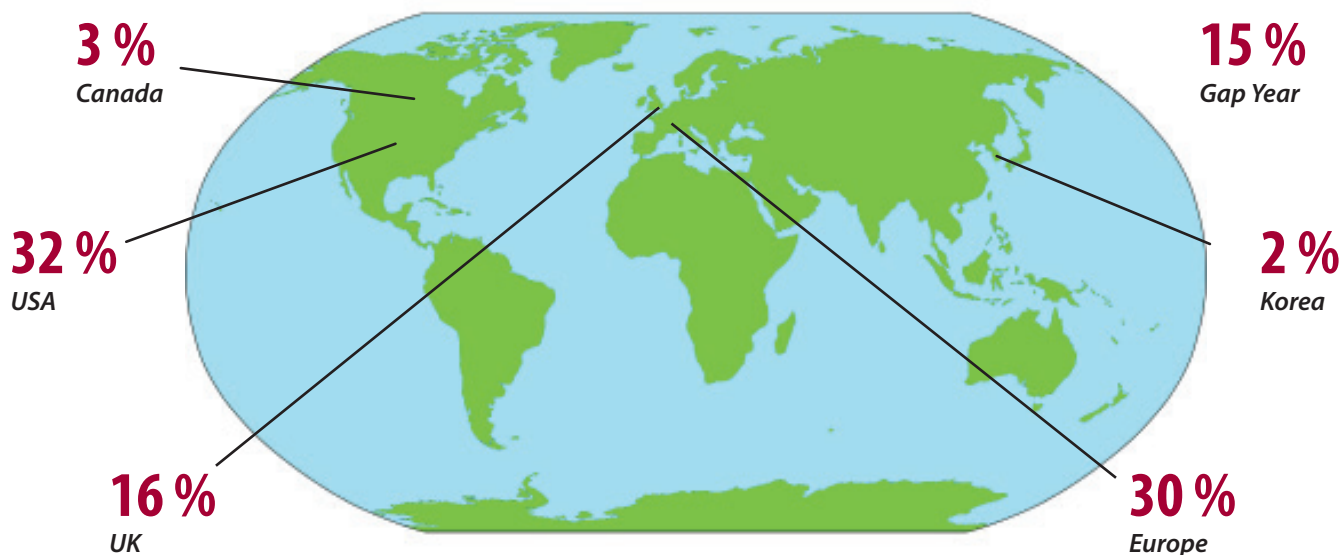 3 %
Canada
15 %
Gap Year
32 %
USA
2 %
Korea
16 %
UK
30 %
Europe